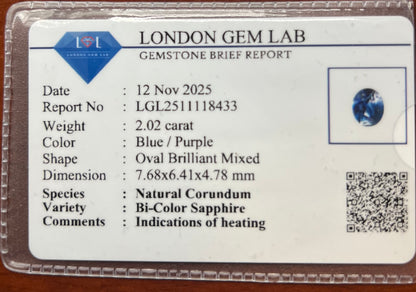 LGL
LONDON GEM LAB
LONDON GEM LAB
GEMSTONE BRIEF REPORT
Date : 12 Nov 2025
Report No : LGL2511118433
Weight : 2.02 carat
Color : Blue / Purple
Shape : Oval Brilliant Mixed
Dimension : 7.68x6.41x4.78 mm
Species : Natural Corundum
Variety : Bi-Color Sapphire
Comments : Indications of heating